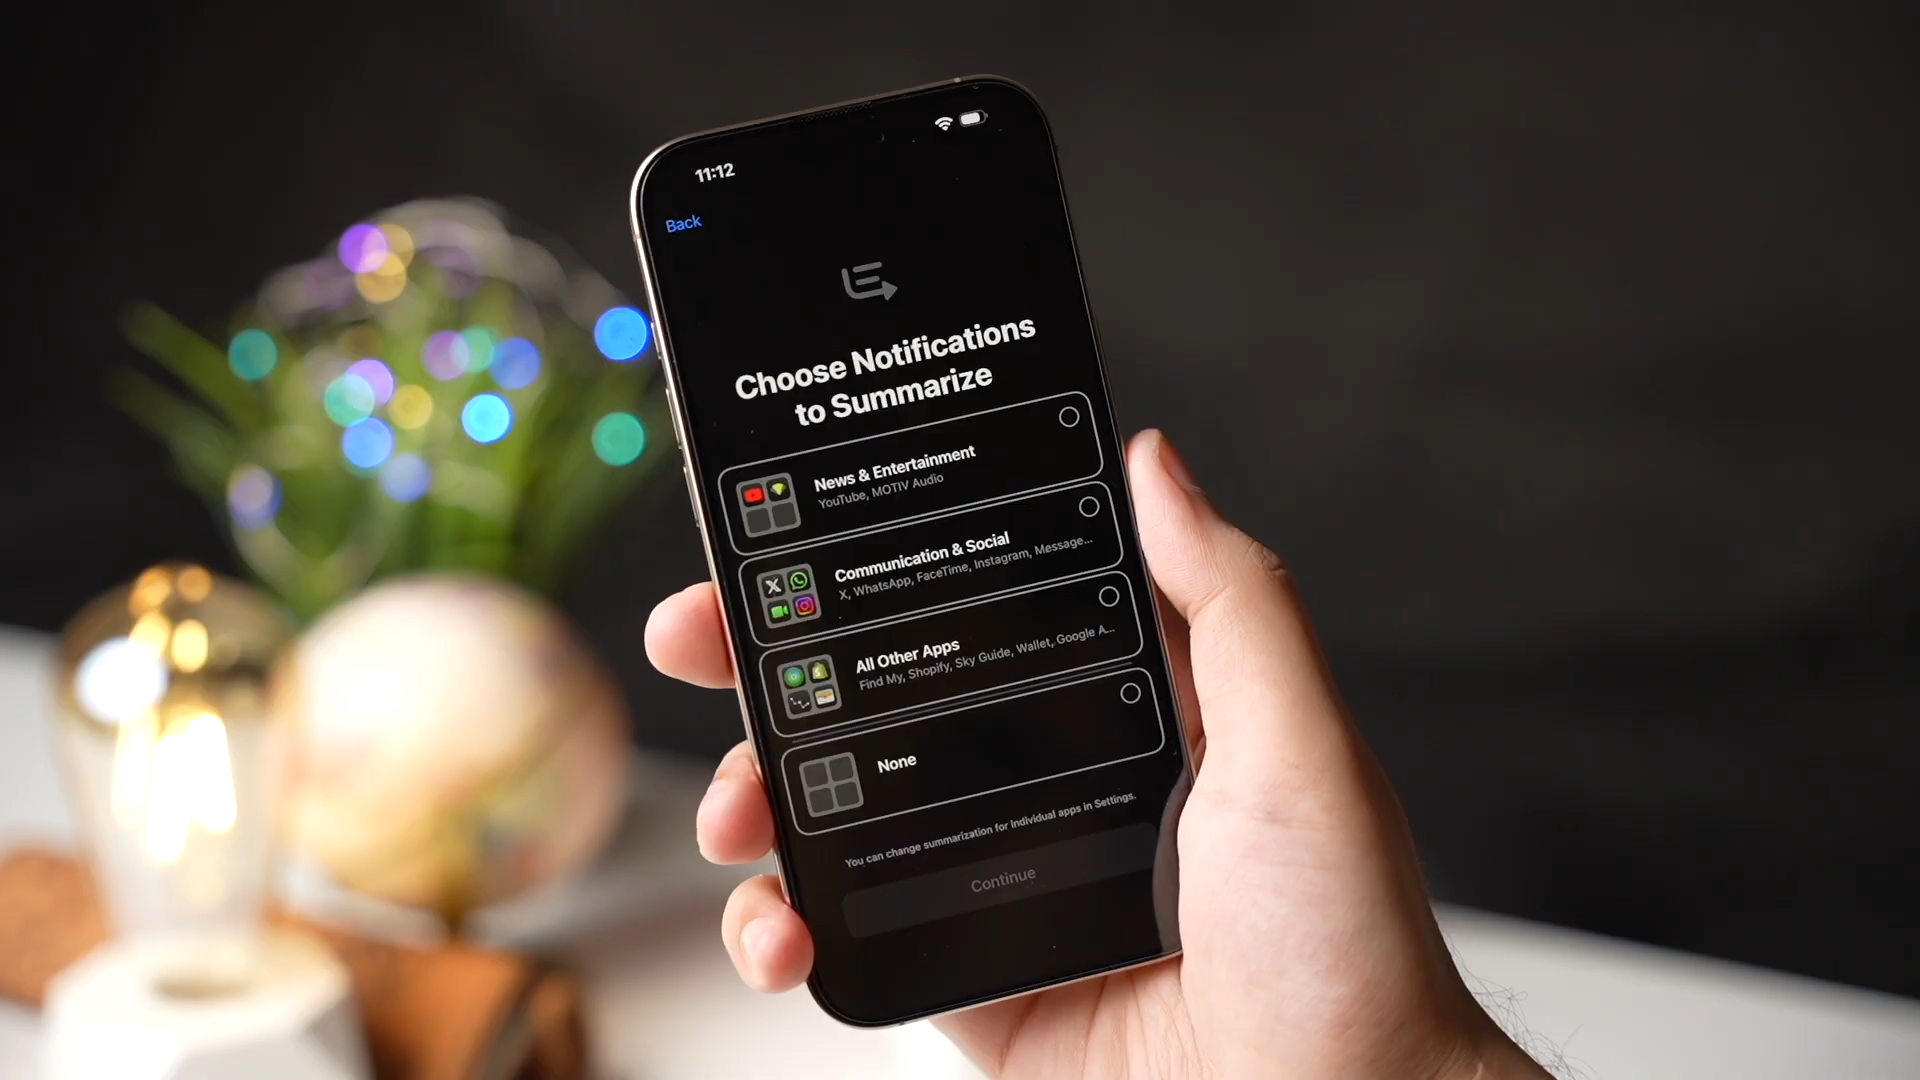 11:12
Back
Choose Notifications
to Summarize
News & Entertainment
YouTube, MOTIV Audio
Communication & Social
X, WhatsApp, FaceTime, Instagram, Message...
All Other Apps
Find My, Shopify, Sky Guide, Wallet, Google A...
None
You can change summarization for individual apps in Settings.
Continue